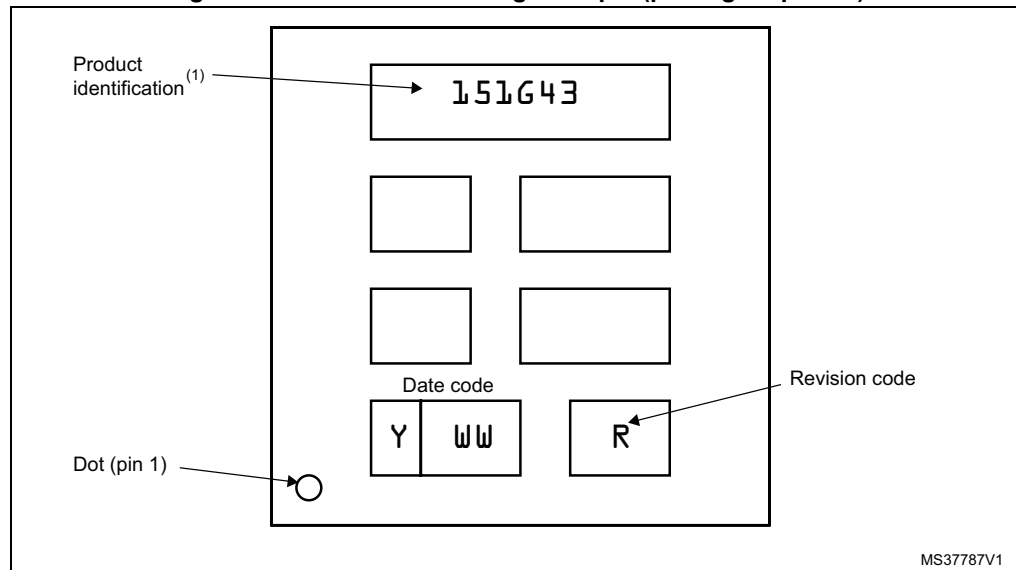 Product
identification(1)
151G43
Date code
Y WW R
Revision code
Dot (pin 1)
MS37787V1